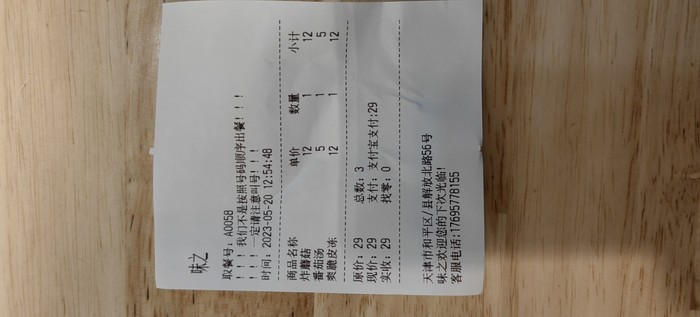 味之
取餐号: A0058
! ! ! 我们不是按照号码顺序出餐! ! !
! ! ! 一定请注意叫号! ! !
时间: 2023-05-20 12:54:48
商品名称 单价 数量 小计
炸蘑菇 12 1 12
番茄汤 5 1 5
爽脆皮冻 12 1 12
原价: 29 总数: 3
现价: 29 支付: 支付宝支付:29
实收: 29 找零: 0
天津市和平区/县解放北路56号
味之欢迎您的下次光临!
客服电话:17695778155